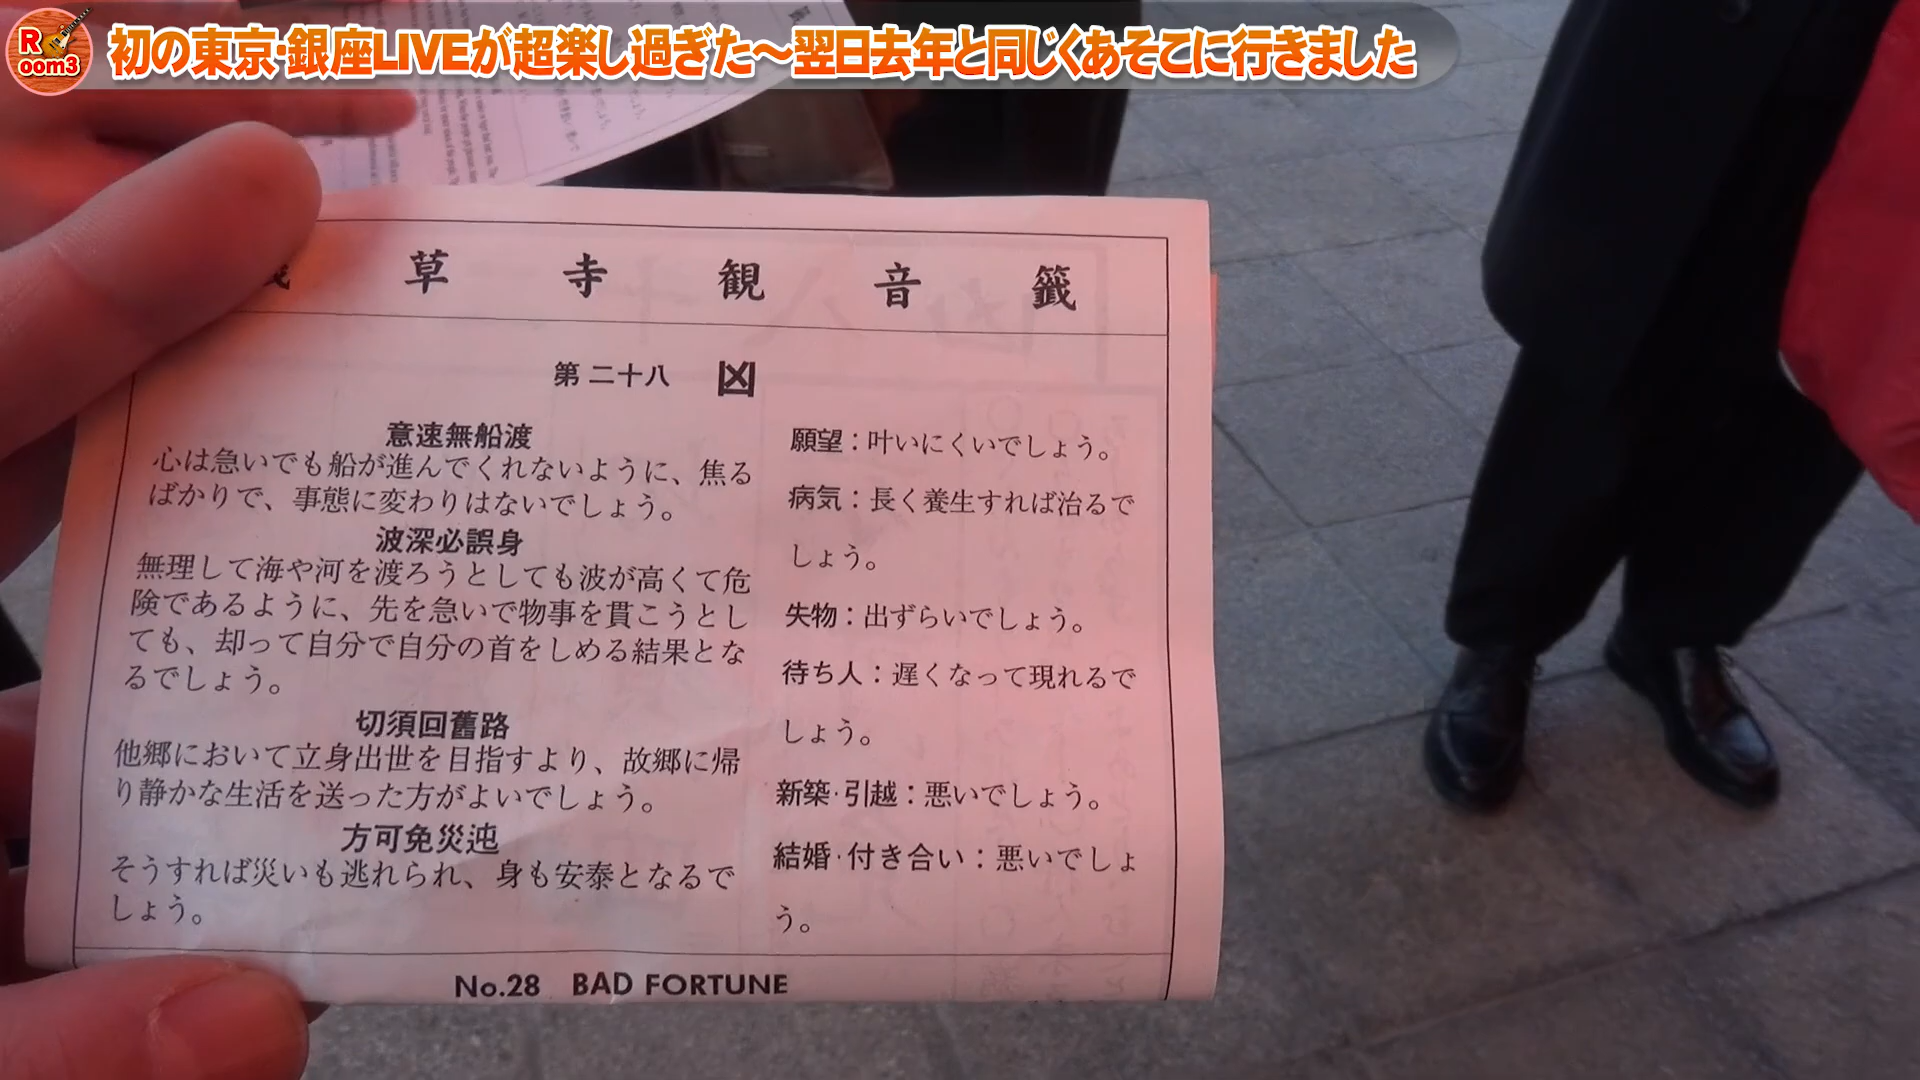 Room3
初の東京･銀座LIVEが超楽し過ぎた〜翌日去年と同じくあそこに行きました
草寺観音籤
第二十八 凶
意速無船渡
心は急いでも船が進んでくれないように、焦る
ばかりで、事態に変わりはないでしょう。
波深必誤身
無理して海や河を渡ろうとしても波が高くて危
険であるように、先を急いで物事を貫こうとし
ても、却って自分で自分の首をしめる結果とな
るでしょう。
切須回舊路
他郷において立身出世を目指すより、故郷に帰
り静かな生活を送った方がよいでしょう。
方可免災迍
そうすれば災いも逃れられ、身も安泰となるで
しょう。
願望：叶いにくいでしょう。
病気：長く養生すれば治るで
しょう。
失物：出ずらいでしょう。
待ち人：遅くなって現れるで
しょう。
新築･引越：悪いでしょう。
結婚･付き合い：悪いでしょ
う。
No.28 BAD FORTUNE